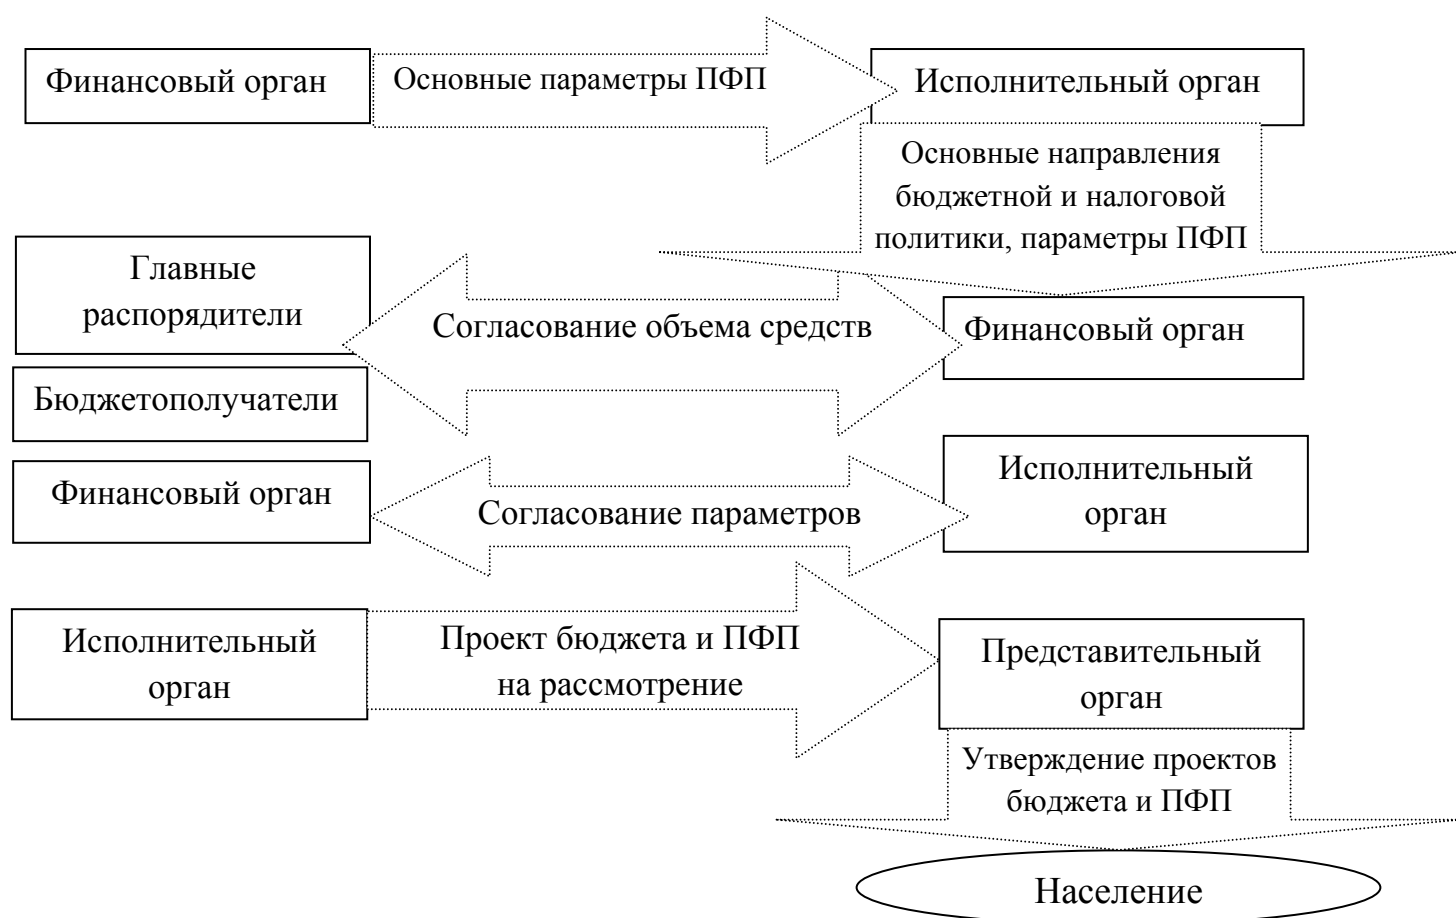 Финансовый орган
Основные параметры ПФП
Исполнительный орган
Основные направления
бюджетной и налоговой
политики, параметры ПФП
Главные
распорядители
Согласование объема средств
Финансовый орган
Бюджетополучатели
Финансовый орган
Согласование параметров
Исполнительный
орган
Исполнительный
орган
Проект бюджета и ПФП
на рассмотрение
Представительный
орган
Утверждение проектов
бюджета и ПФП
Население